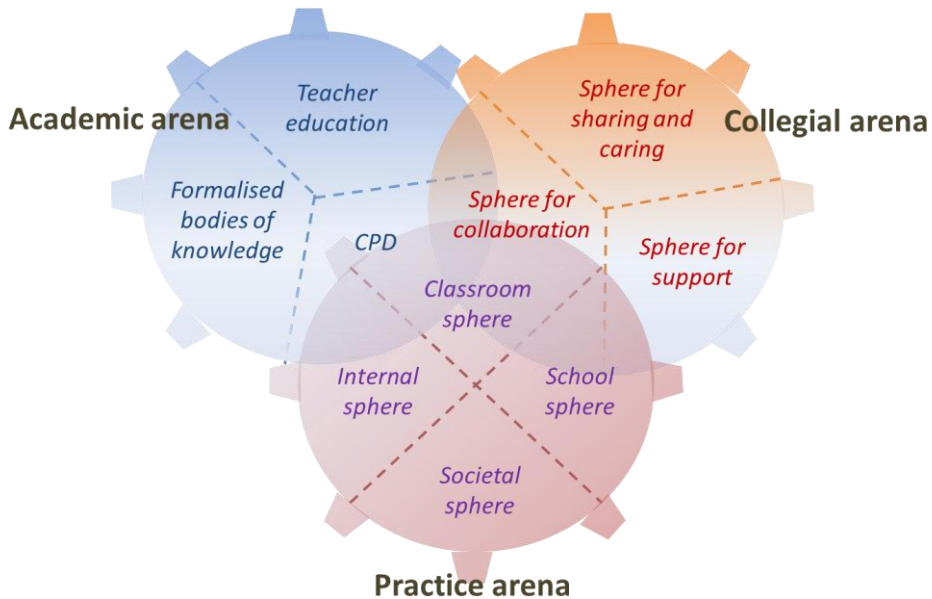 Academic arena
Teacher
education
Formalised
bodies of
knowledge
CPD
Collegial arena
Sphere for
sharing and
caring
Sphere for
collaboration
Sphere for
support
Classroom
sphere
Internal
sphere
School
sphere
Societal
sphere
Practice arena